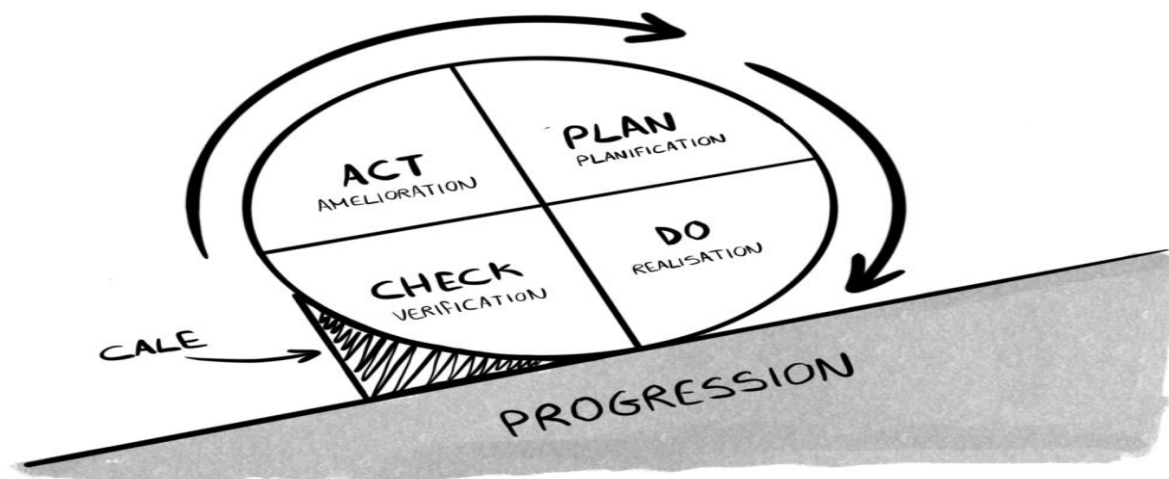 ACT
AMELIORATION
PLAN
PLANIFICATION
CHECK
VERIFICATION
DO
REALISATION
CALE
PROGRESSION